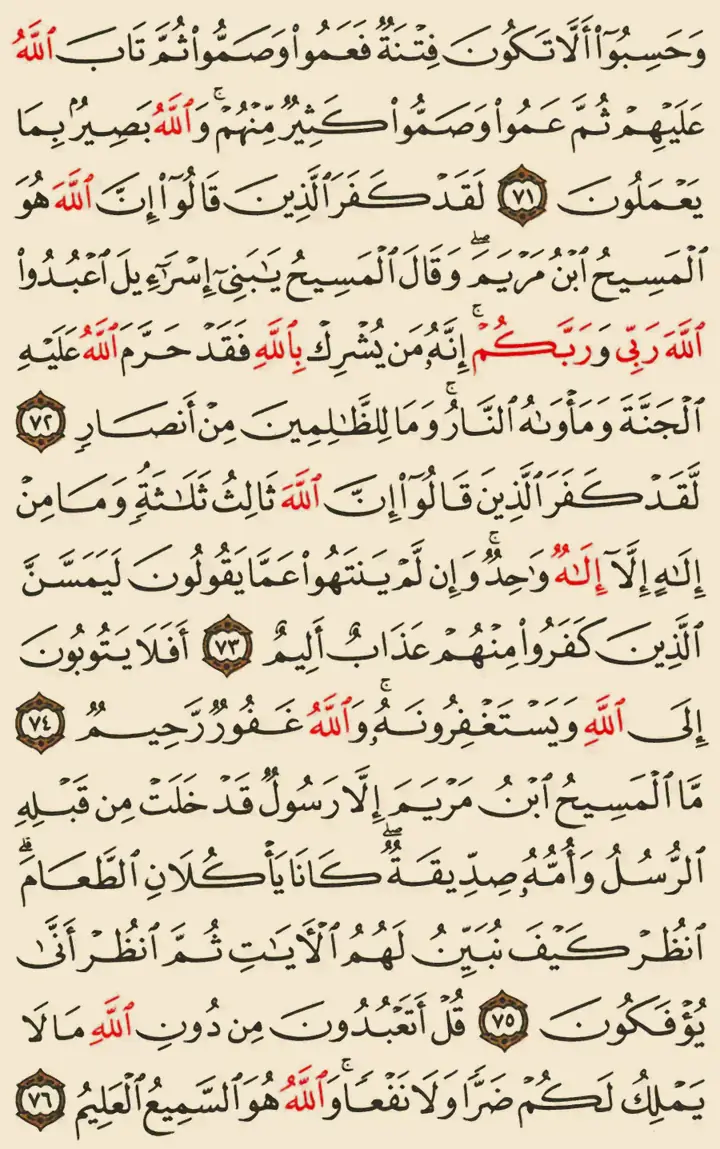 وَحَسِبُوٓا۟ أَلَّا تَكُونَ فِتْنَةٌ فَعَمُوا۟ وَصَمُّوا۟ ثُمَّ تَابَ ٱللَّهُ
عَلَيْهِمْ ثُمَّ عَمُوا۟ وَصَمُّوا۟ كَثِيرٌ مِّنْهُمْ ۚ وَٱللَّهُ بَصِيرٌۢ بِمَا
يَعْمَلُونَ ٧١ لَقَدْ كَفَرَ ٱلَّذِينَ قَالُوٓا۟ إِنَّ ٱللَّهَ هُوَ
ٱلْمَسِيحُ ٱبْنُ مَرْيَمَ ۖ وَقَالَ ٱلْمَسِيحُ يَـٰبَنِىٓ إِسْرَٰٓءِيلَ ٱعْبُدُوا۟
ٱللَّهَ رَبِّى وَرَبَّكُمْ ۚ إِنَّهُۥ مَن يُشْرِكْ بِٱللَّهِ فَقَدْ حَرَّمَ ٱللَّهُ عَلَيْهِ
ٱلْجَنَّةَ وَمَأْوَىٰهُ ٱلنَّارُ ۚ وَمَا لِلظَّـٰلِمِينَ مِنْ أَنصَارٍ ٧٢
لَّقَدْ كَفَرَ ٱلَّذِينَ قَالُوٓا۟ إِنَّ ٱللَّهَ ثَالِثُ ثَلَـٰثَةٍ ۘ وَمَا مِنْ
إِلَـٰهٍ إِلَّآ إِلَـٰهٌ وَٰحِدٌ ۚ وَإِن لَّمْ يَنتَهُوا۟ عَمَّا يَقُولُونَ لَيَمَسَّنَّ
ٱلَّذِينَ كَفَرُوا۟ مِنْهُمْ عَذَابٌ أَلِيمٌ ٧٣ أَفَلَا يَتُوبُونَ
إِلَى ٱللَّهِ وَيَسْتَغْفِرُونَهُۥ ۚ وَٱللَّهُ غَفُورٌ رَّحِيمٌ ٧٤
مَّا ٱلْمَسِيحُ ٱبْنُ مَرْيَمَ إِلَّا رَسُولٌ قَدْ خَلَتْ مِن قَبْلِهِ
ٱلرُّسُلُ وَأُمُّهُۥ صِدِّيقَةٌ ۖ كَانَا يَأْكُلَانِ ٱلطَّعَامَ ۗ
ٱنظُرْ كَيْفَ نُبَيِّنُ لَهُمُ ٱلْـَٔايَـٰتِ ثُمَّ ٱنظُرْ أَنَّىٰ
يُؤْفَكُونَ ٧٥ قُلْ أَتَعْبُدُونَ مِن دُونِ ٱللَّهِ مَا لَا
يَمْلِكُ لَكُمْ ضَرًّا وَلَا نَفْعًا ۚ وَٱللَّهُ هُوَ ٱلسَّمِيعُ ٱلْعَلِيمُ ٧٦